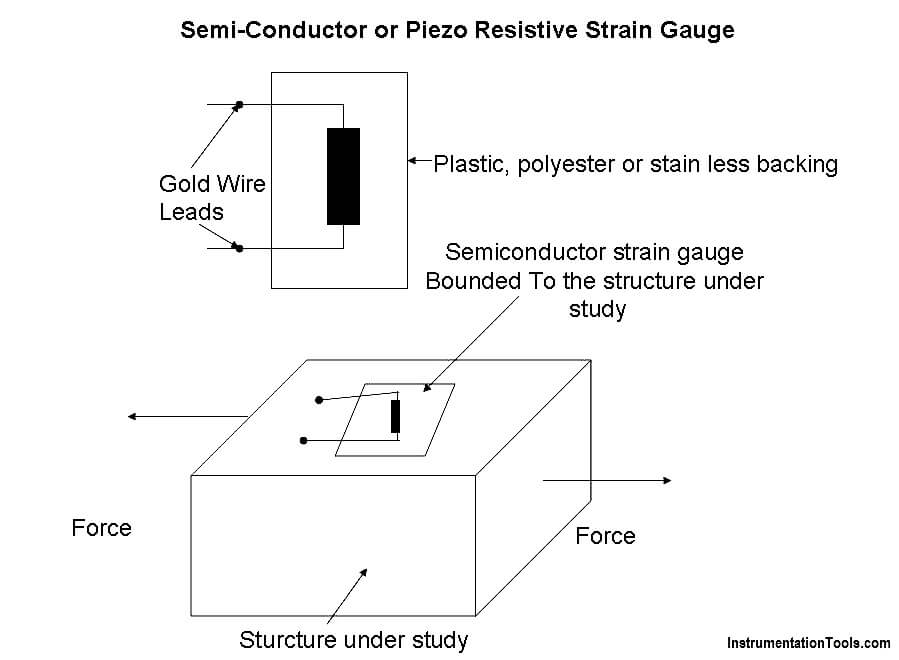 Semi-Conductor or Piezo Resistive Strain Gauge
Plastic, polyester or stain less backing
Gold Wire
Leads
Semiconductor strain gauge
Bounded To the structure under
study
Force
Force
Sturcture under study
InstrumentationTools.com